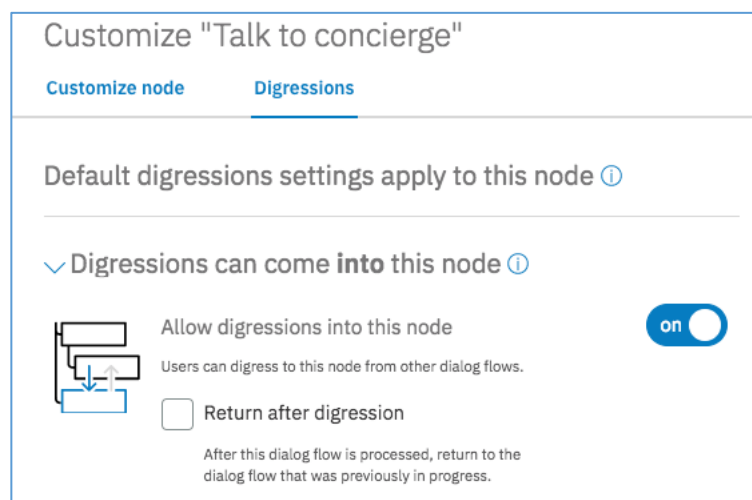 Customize "Talk to concierge"
Customize node Digressions
Default digressions settings apply to this node
Digressions can come into this node
Allow digressions into this node
on
Users can digress to this node from other dialog flows.
Return after digression
After this dialog flow is processed, return to the
dialog flow that was previously in progress.